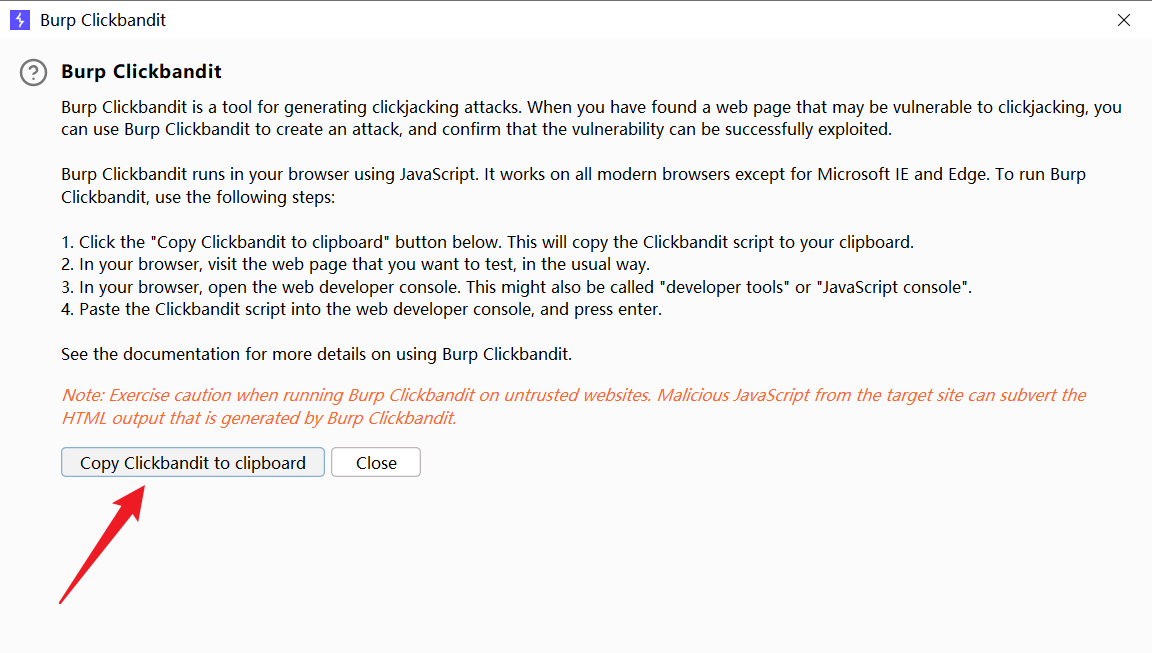 Burp Clickbandit
Burp Clickbandit
Burp Clickbandit is a tool for generating clickjacking attacks. When you have found a web page that may be vulnerable to clickjacking, you
can use Burp Clickbandit to create an attack, and confirm that the vulnerability can be successfully exploited.
Burp Clickbandit runs in your browser using JavaScript. It works on all modern browsers except for Microsoft IE and Edge. To run Burp
Clickbandit, use the following steps:
1. Click the "Copy Clickbandit to clipboard" button below. This will copy the Clickbandit script to your clipboard.
2. In your browser, visit the web page that you want to test, in the usual way.
3. In your browser, open the web developer console. This might also be called "developer tools" or "JavaScript console".
4. Paste the Clickbandit script into the web developer console, and press enter.
See the documentation for more details on using Burp Clickbandit.
Note: Exercise caution when running Burp Clickbandit on untrusted websites. Malicious JavaScript from the target site can subvert the
HTML output that is generated by Burp Clickbandit.
Copy Clickbandit to clipboard Close